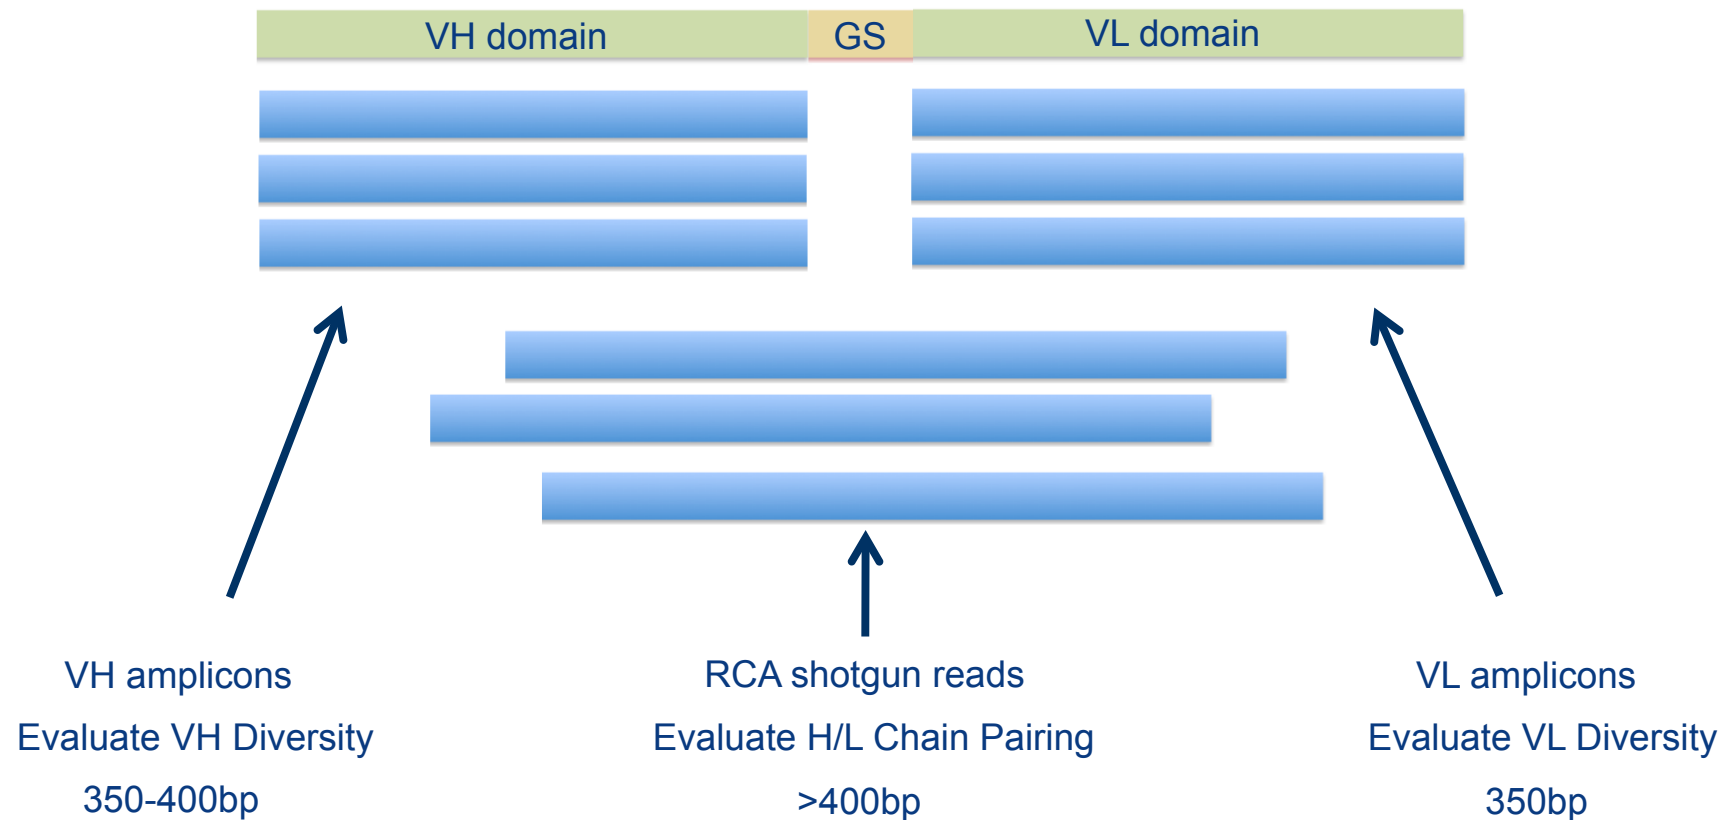 VH domain
GS
VL domain
VH amplicons
Evaluate VH Diversity
350-400bp
RCA shotgun reads
Evaluate H/L Chain Pairing
>400bp
VL amplicons
Evaluate VL Diversity
350bp